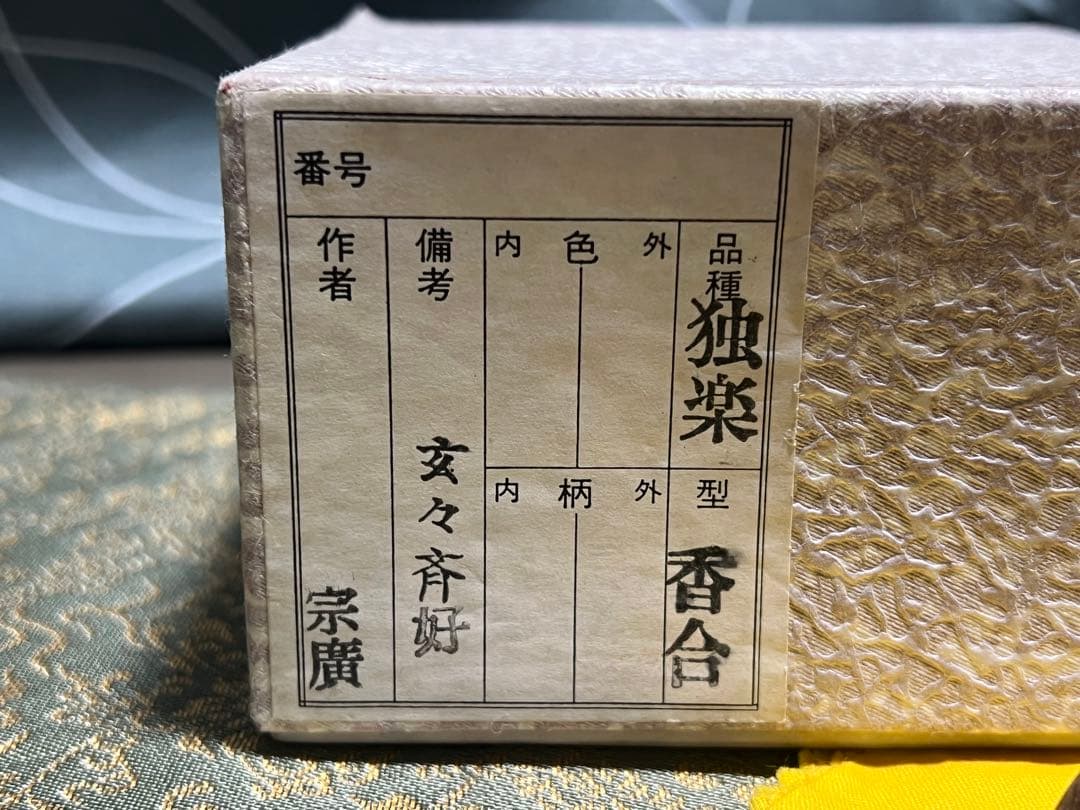 番号
品種
独楽
外 色 内
型
香合
外 柄 内
備考
玄々斉好
作者
宗廣